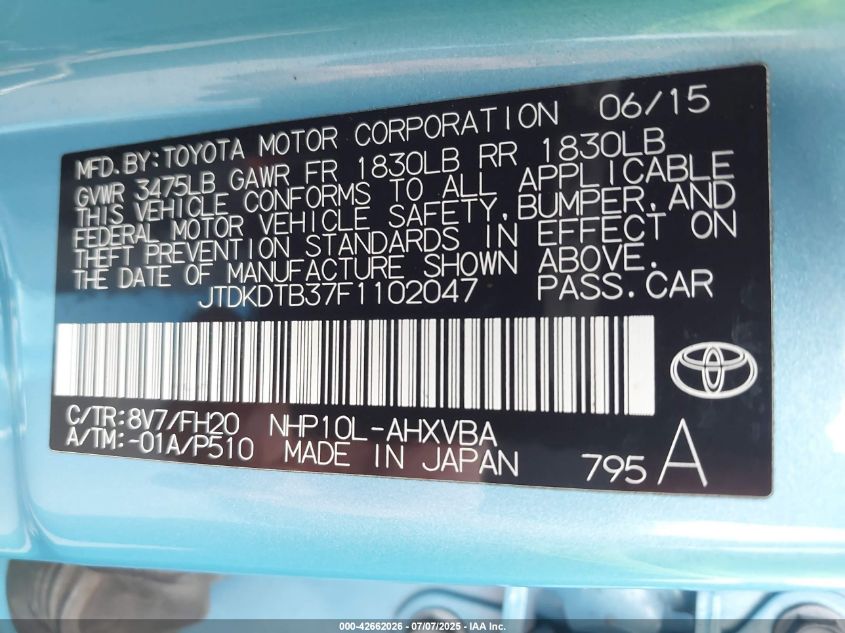 MFD.BY:TOYOTA MOTOR CORPORATION 06/15
GVWR 3475LB GAWR FR 1830LB RR 1830LB
THIS VEHICLE CONFORMS TO ALL APPLICABLE
FEDERAL MOTOR VEHICLE SAFETY,BUMPER,AND
THEFT PREVENTION STANDARDS IN EFFECT ON
THE DATE OF MANUFACTURE SHOWN ABOVE.
JTDKDTB37F1102047 PASS.CAR
C/TR:8V7/FH20 NHP10L-AHXVBA
A/TM:-01A/P510 MADE IN JAPAN 795 A
000-42662026 - 07/07/2025 - IAA Inc.